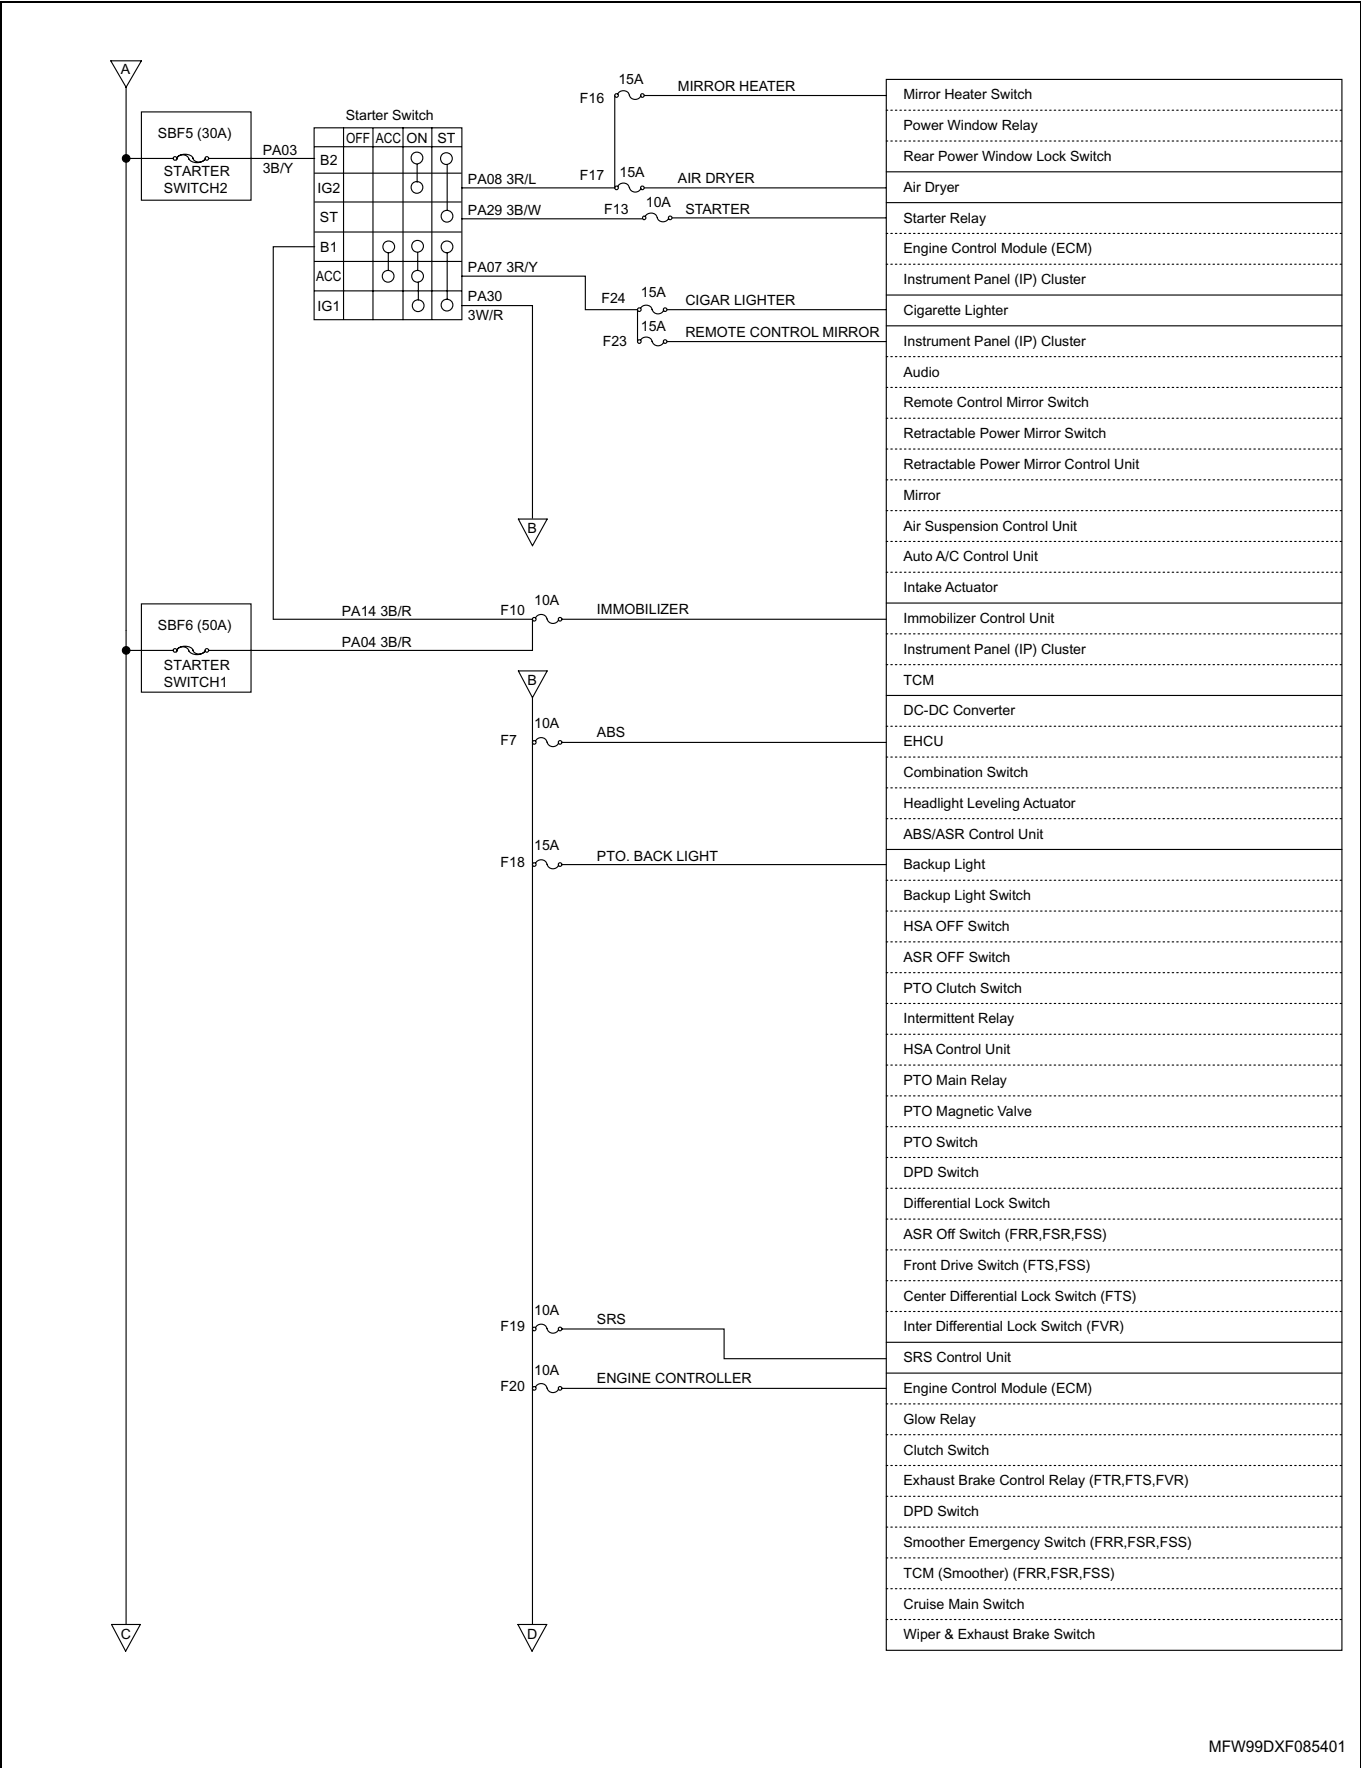 A
15A
MIRROR HEATER
F16
Mirror Heater Switch
Power Window Relay
Rear Power Window Lock Switch
Starter Switch
OFF ACC ON ST
B2
IG2
ST
B1
ACC
IG1
SBF5 (30A)
STARTER
SWITCH2
PA03
3B/Y
PA08 3R/L
F17
15A
AIR DRYER
Air Dryer
PA29 3B/W
F13
10A
STARTER
Starter Relay
Engine Control Module (ECM)
Instrument Panel (IP) Cluster
PA07 3R/Y
PA30
3W/R
F24
15A
CIGAR LIGHTER
Cigarette Lighter
F23
15A
REMOTE CONTROL MIRROR
Instrument Panel (IP) Cluster
Audio
Remote Control Mirror Switch
Retractable Power Mirror Switch
Retractable Power Mirror Control Unit
Mirror
Air Suspension Control Unit
Auto A/C Control Unit
Intake Actuator
B
SBF6 (50A)
STARTER
SWITCH1
PA14 3B/R
PA04 3B/R
F10
10A
IMMOBILIZER
Immobilizer Control Unit
Instrument Panel (IP) Cluster
TCM
B
F7
10A
ABS
DC-DC Converter
EHCU
Combination Switch
Headlight Leveling Actuator
ABS/ASR Control Unit
F18
15A
PTO. BACK LIGHT
Backup Light
Backup Light Switch
HSA OFF Switch
ASR OFF Switch
PTO Clutch Switch
Intermittent Relay
HSA Control Unit
PTO Main Relay
PTO Magnetic Valve
PTO Switch
DPD Switch
Differential Lock Switch
ASR Off Switch (FRR,FSR,FSS)
Front Drive Switch (FTS,FSS)
Center Differential Lock Switch (FTS)
Inter Differential Lock Switch (FVR)
F19
10A
SRS
SRS Control Unit
F20
10A
ENGINE CONTROLLER
Engine Control Module (ECM)
Glow Relay
Clutch Switch
Exhaust Brake Control Relay (FTR,FTS,FVR)
DPD Switch
Smoother Emergency Switch (FRR,FSR,FSS)
TCM (Smoother) (FRR,FSR,FSS)
Cruise Main Switch
Wiper & Exhaust Brake Switch
C
D
MFW99DXF085401